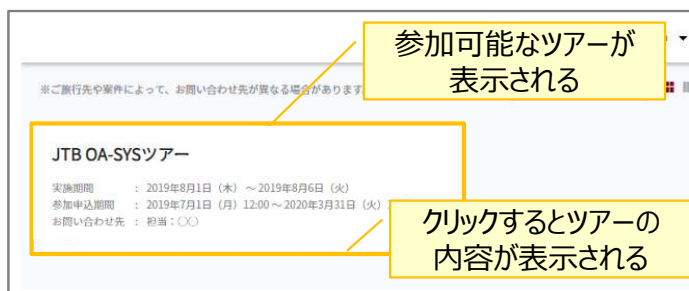 参加可能なツアーが
表示される
※ご旅行先や案件によって、お問い合わせ先が異なる場合があります
JTB OA-SYSツアー
実施期間 : 2019年8月1日（木）～2019年8月6日（火）
参加申込期間 : 2019年7月1日（月）12:00～2020年3月31日（火）
お問い合わせ先 : 担当：〇〇
クリックするとツアーの
内容が表示される